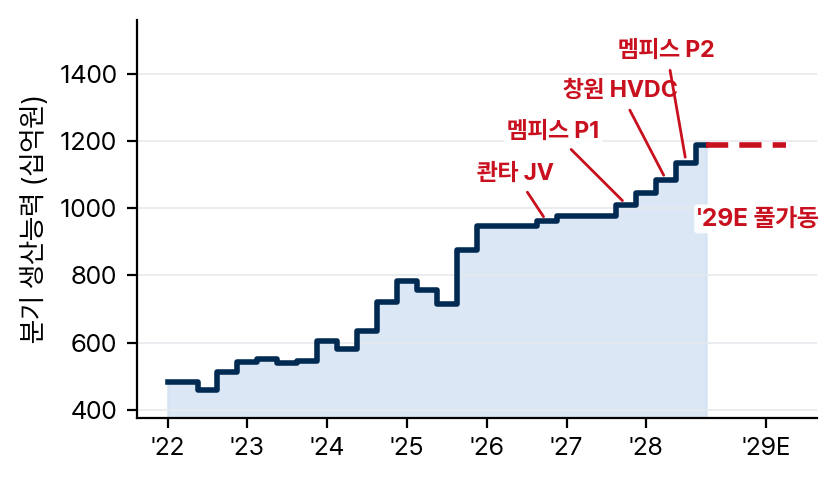 분기 생산능력 (십억원)
1400
1200
1000
800
600
400
멤피스 P2
창원 HVDC
멤피스 P1
콴타 JV
'29E 풀가동
'22 '23 '24 '25 '26 '27 '28 '29E